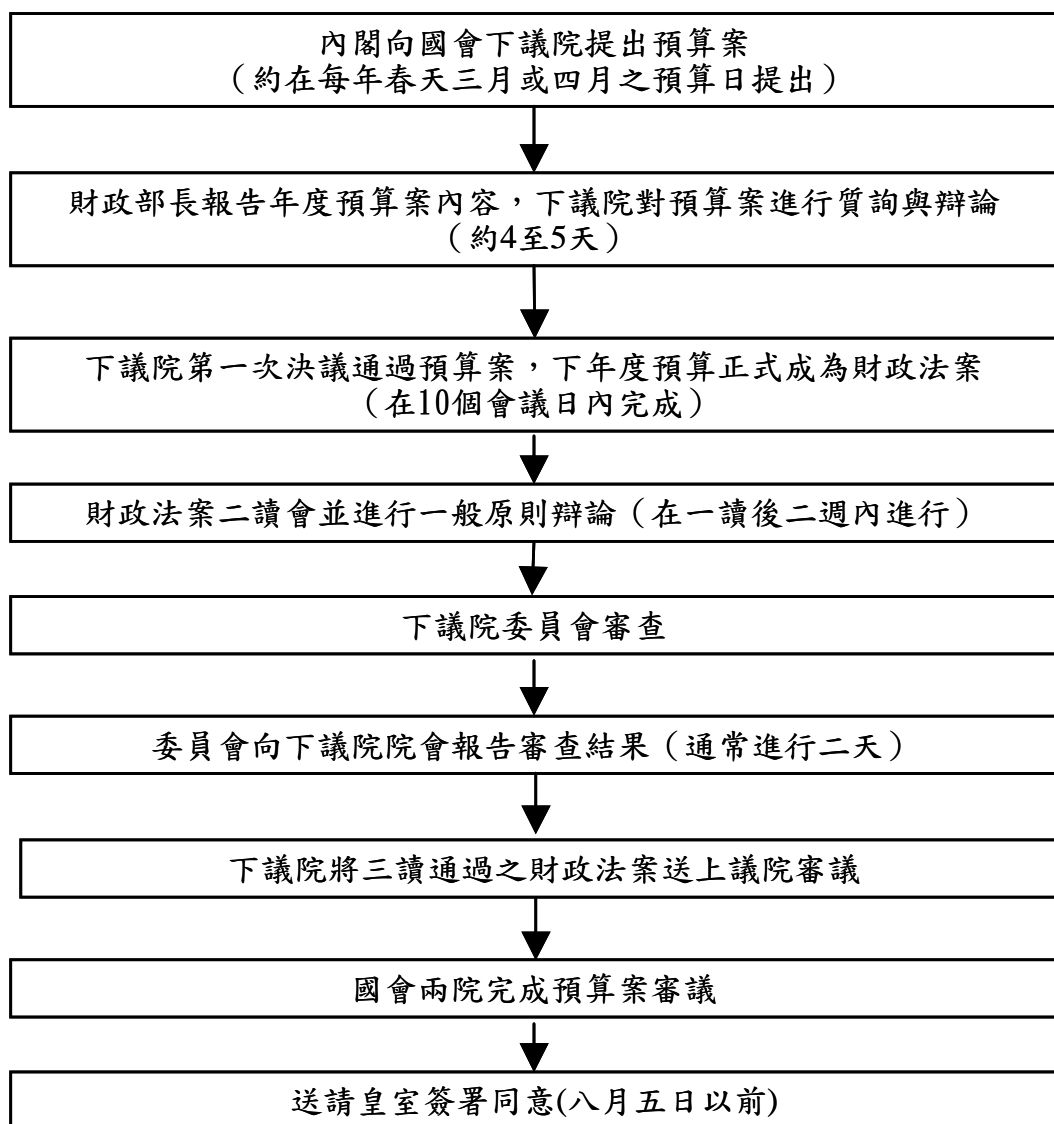 內閣向國會下議院提出預算案
（約在每年春天三月或四月之預算日提出）
財政部長報告年度預算案內容，下議院對預算案進行質詢與辯論
（約4至5天）
下議院第一次決議通過預算案，下年度預算正式成為財政法案
（在10個會議日內完成）
財政法案二讀會並進行一般原則辯論（在一讀後二週內進行）
下議院委員會審查
委員會向下議院院會報告審查結果（通常進行二天）
下議院將三讀通過之財政法案送上議院審議
國會兩院完成預算案審議
送請皇室簽署同意(八月五日以前)